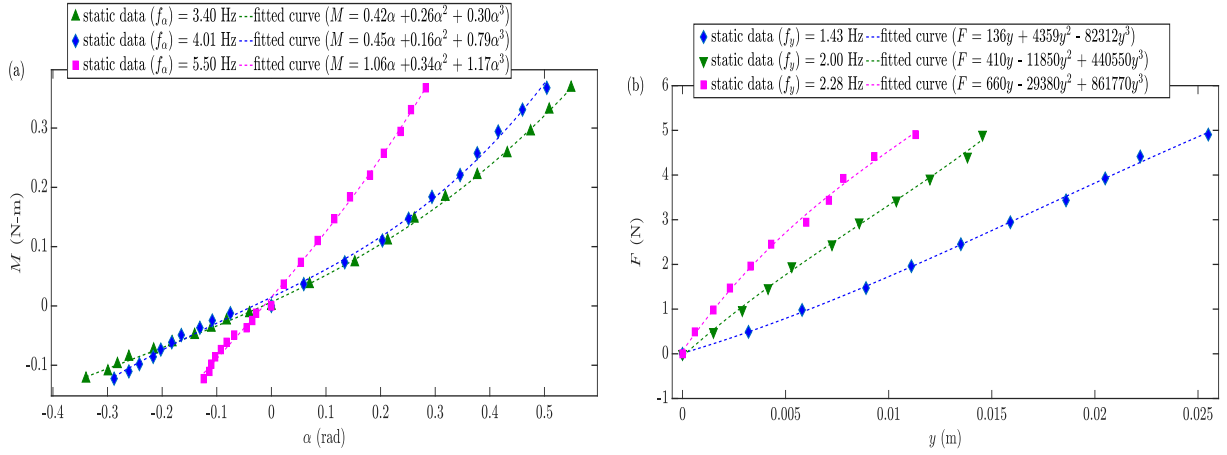 static data (fα) = 3.40 Hz fitted curve (M = 0.42α +0.26α² + 0.30α³)
static data (fα) = 4.01 Hz fitted curve (M = 0.45α +0.16α² + 0.79α³)
static data (fα) = 5.50 Hz fitted curve (M = 1.06α +0.34α² + 1.17α³)
(a)
M (N-m)
0.3
0.2
0.1
0
-0.1
-0.4 -0.3 -0.2 -0.1 0 0.1 0.2 0.3 0.4 0.5
α (rad)
static data (fy) = 1.43 Hz fitted curve (F = 136y + 4359y² - 82312y³)
static data (fy) = 2.00 Hz fitted curve (F = 410y - 11850y² + 440550y³)
static data (fy) = 2.28 Hz fitted curve (F = 660y - 29380y² + 861770y³)
(b)
F (N)
6
5
4
3
2
1
0
0 0.005 0.01 0.015 0.02 0.025
y (m)